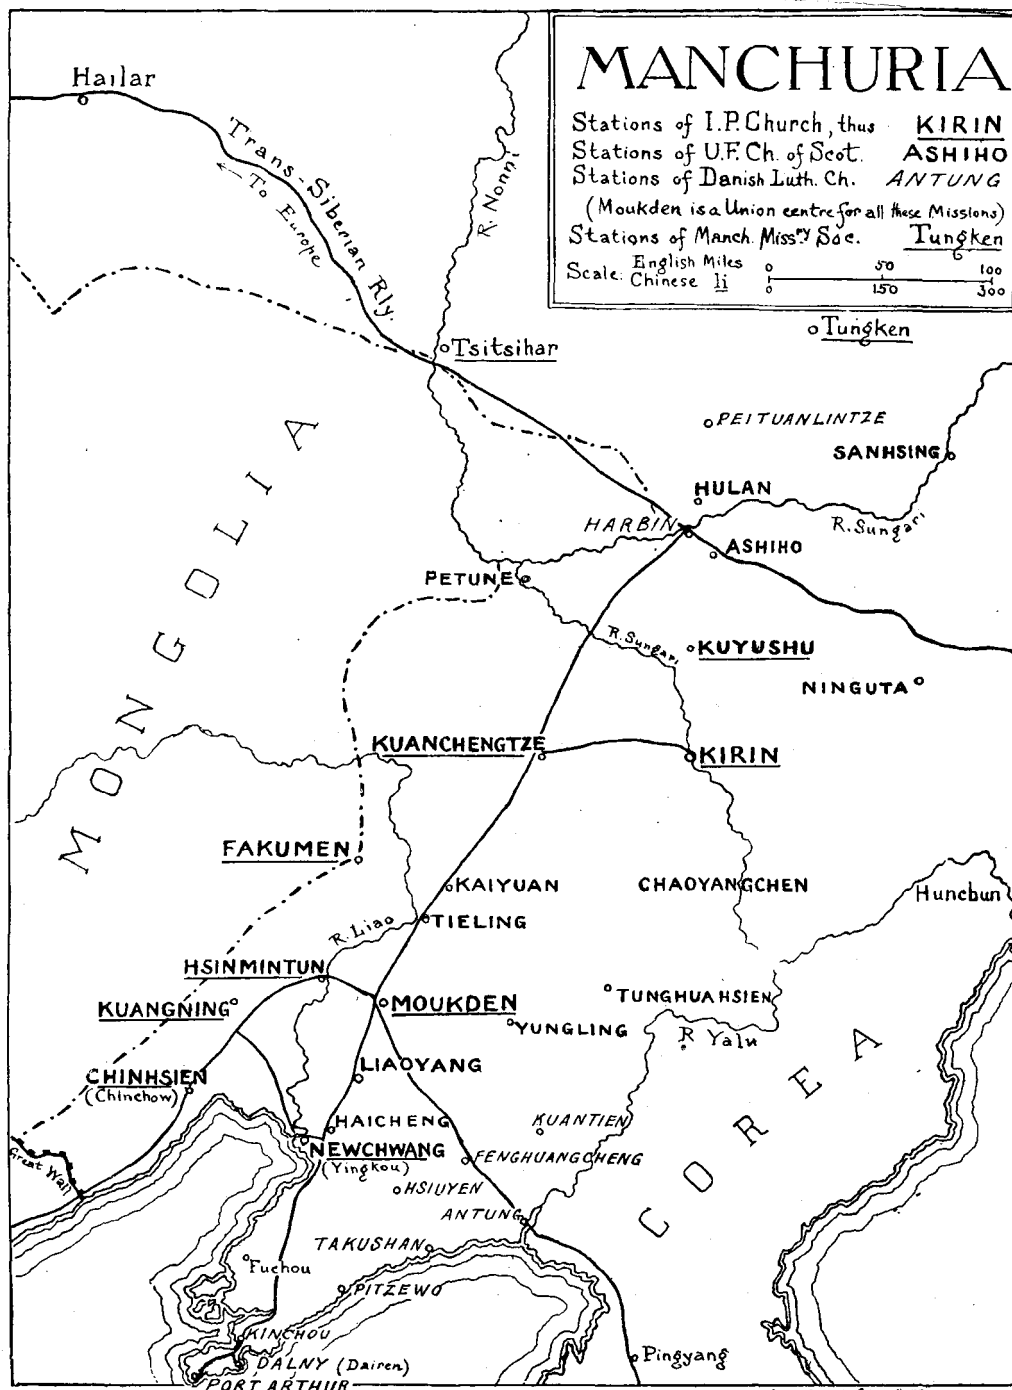 MANCHURIA
Stations of I.P. Church, thus KIRIN
Stations of U.F. Ch. of Scot. ASHIHO
Stations of Danish Luth. Ch. ANTUNG
(Moukden is a Union centre for all these Missions)
Stations of Manch. Missry Soc. Tungken
Scale: English Miles 0 50 100
Chinese li 0 150 300
Hailar
Trans-Siberian Rly.
← To Europe
R. Nonni
Tungken
Tsitsihar
PEITUANLINTZE
SANHSING
HULAN
HARBIN
R. Sungari
ASHIHO
PETUNE
R. Sungari
KUYUSHU
NINGUTA
MONGOLIA
KUANCHENGTZE
KIRIN
FAKUMEN
KAIYUAN
CHAOYANGCHEN
Hunchun
TIELING
R. Liao
HSINMINTUN
KUANGNING
MOUKDEN
TUNGHUAHSIEN
YUNGLING
R Yalu
COREA
LIAOYANG
CHINHSIEN
(Chinchow)
HAICHENG
KUANTIEN
NEWCHWANG
(Yingkou)
FENGHUANGCHENG
Great Wall
HSIUYEN
ANTUNG
TAKUSHAN
Fuchou
PITZEWO
KINCHOU
Pingyang
DALNY (Dairen)
PORT ARTHUR